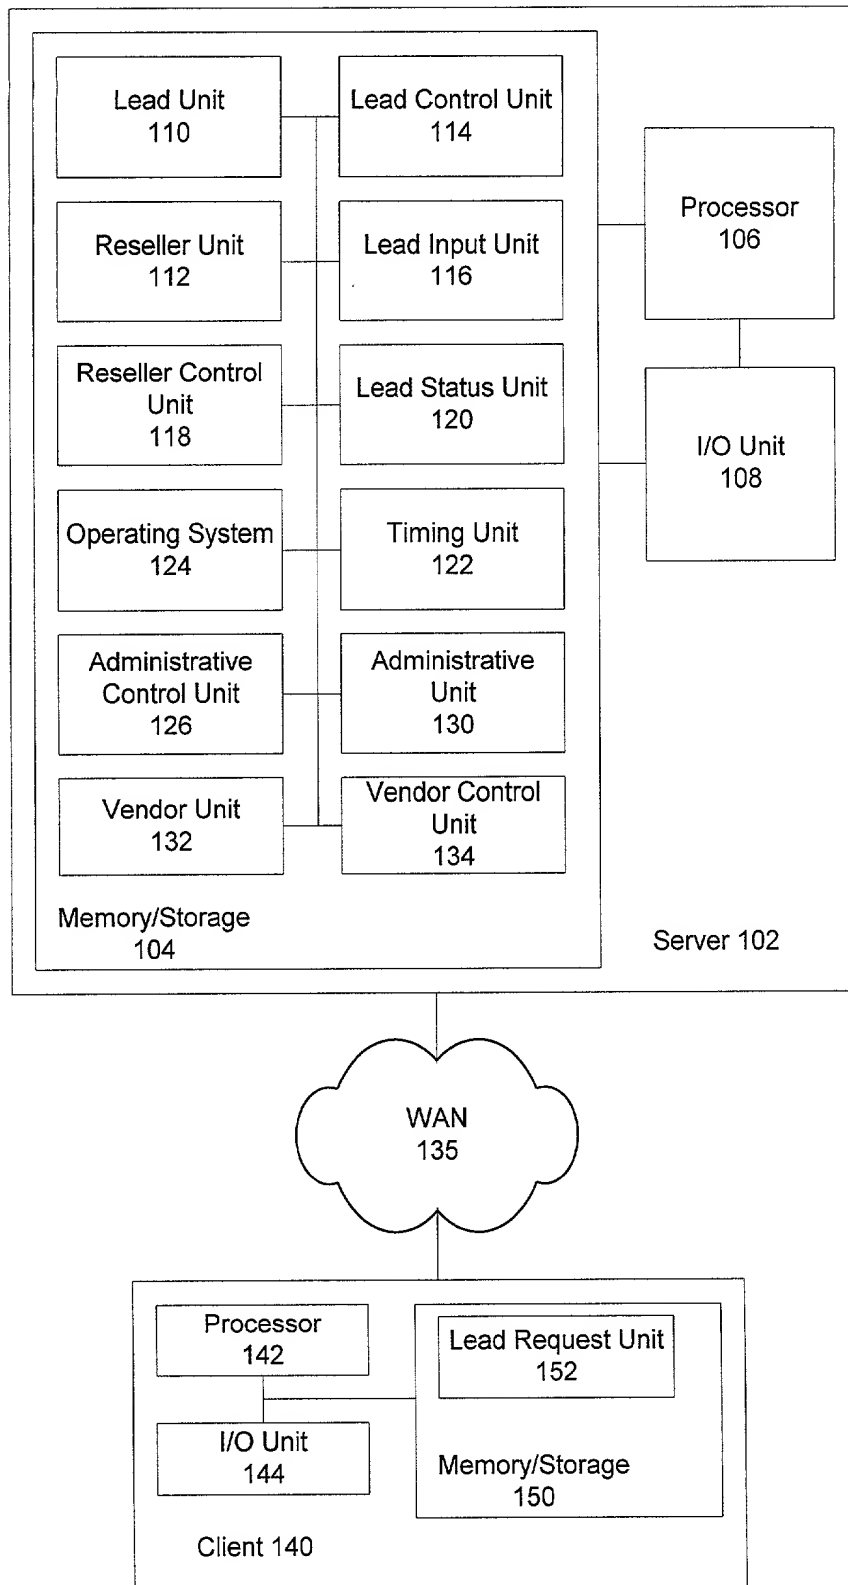 Lead Unit
110
Lead Control Unit
114
Reseller Unit
112
Lead Input Unit
116
Reseller Control
Unit
118
Lead Status Unit
120
Operating System
124
Timing Unit
122
Administrative
Control Unit
126
Administrative
Unit
130
Vendor Unit
132
Vendor Control
Unit
134
Memory/Storage
104
Processor
106
I/O Unit
108
Server 102
WAN
135
Processor
142
I/O Unit
144
Lead Request Unit
152
Memory/Storage
150
Client 140